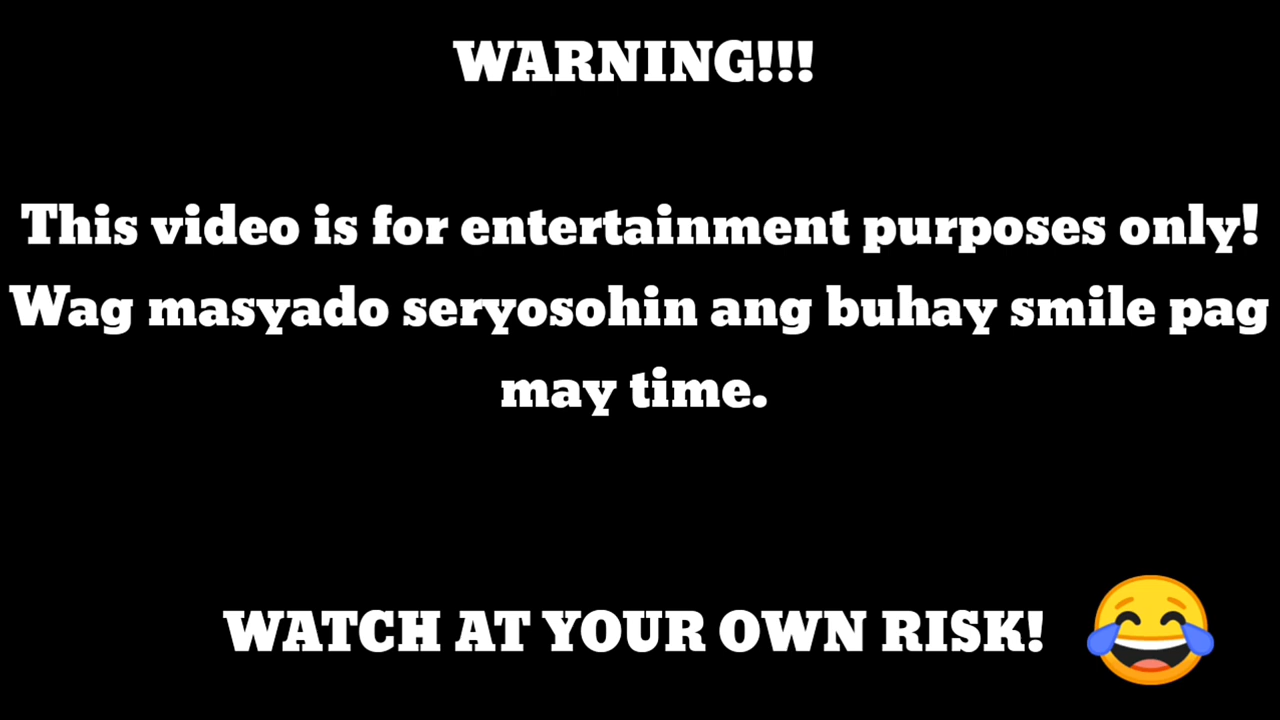 WARNING!!!
This video is for entertainment purposes only!
Wag masyado seryosohin ang buhay smile pag
may time.
WATCH AT YOUR OWN RISK! 😂